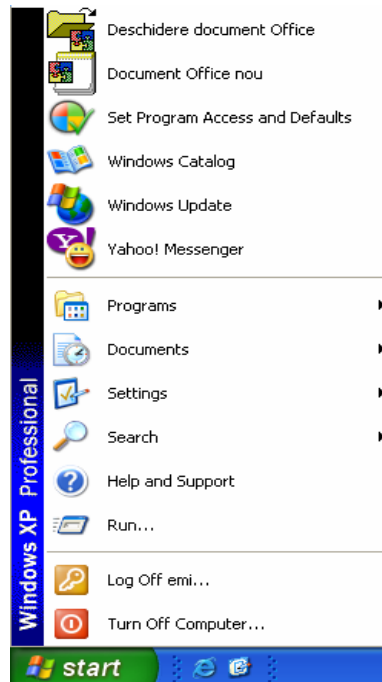 Deschidere document Office
Document Office nou
Set Program Access and Defaults
Windows Catalog
Windows Update
Yahoo! Messenger
Programs
Documents
Settings
Search
Help and Support
Run...
Log Off emi...
Turn Off Computer...
Windows XP Professional
start